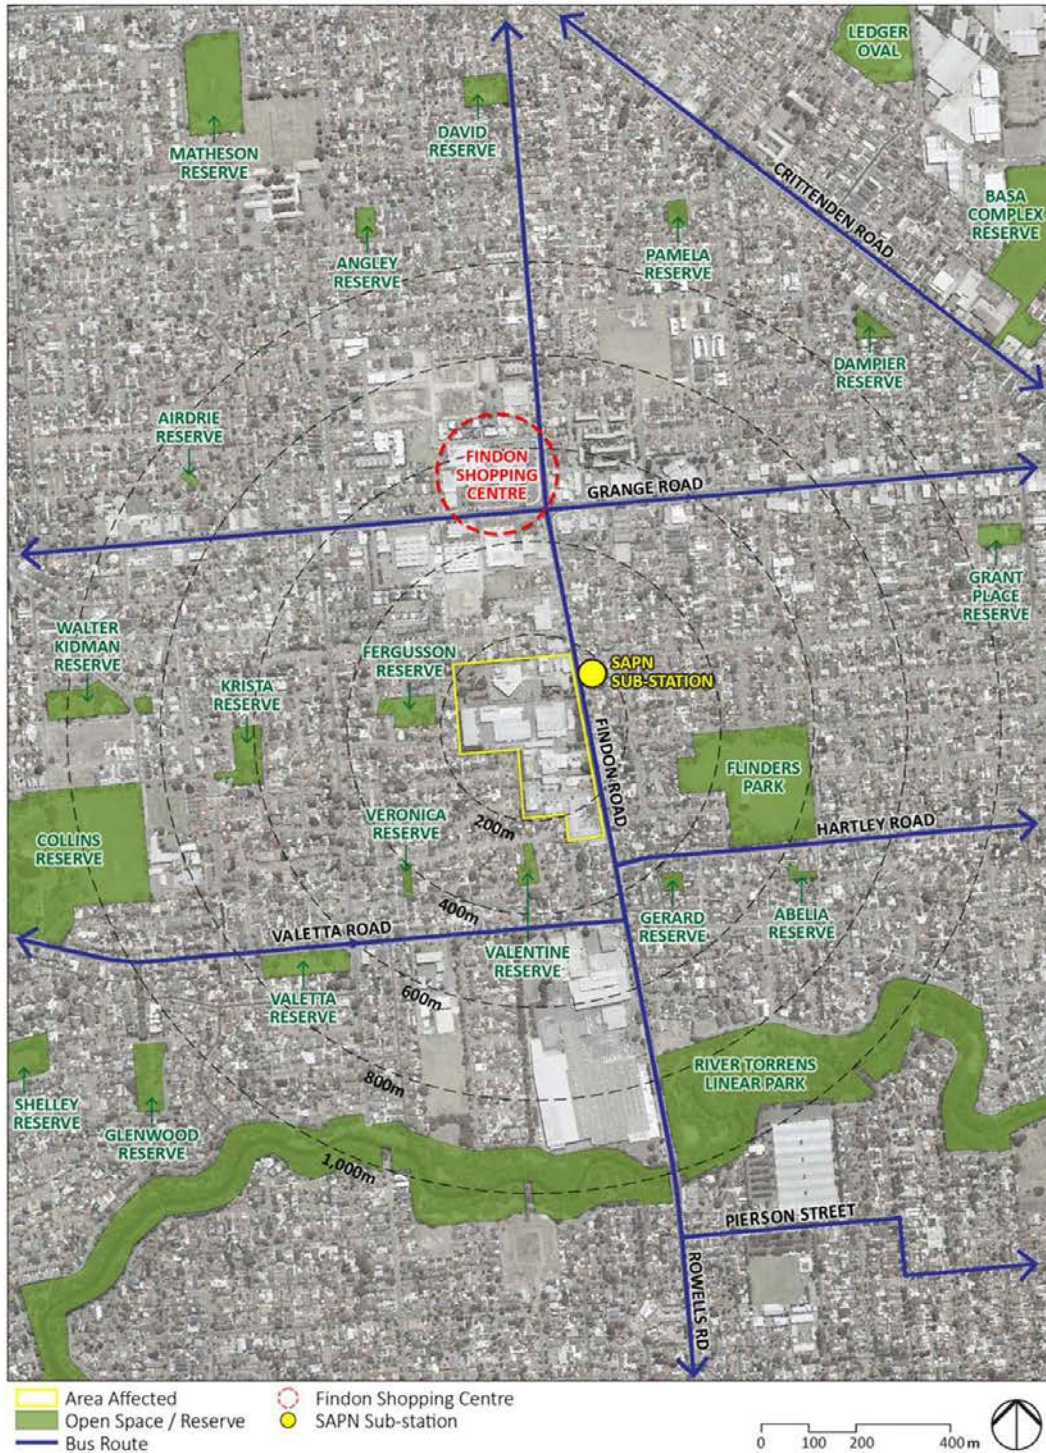 LEDGER
OVAL
MATHESON
RESERVE
DAVID
RESERVE
CRITTENDEN ROAD
BASA
COMPLEX
RESERVE
ANGLEY
RESERVE
PAMELA
RESERVE
DAMPIER
RESERVE
AIRDRIE
RESERVE
FINDON
SHOPPING
CENTRE
GRANGE ROAD
GRANT
PLACE
RESERVE
WALTER
KIDMAN
RESERVE
KRISTA
RESERVE
FERGUSSON
RESERVE
SAPN
SUB-STATION
FINDON ROAD
FLINDERS
PARK
COLLINS
RESERVE
VERONICA
RESERVE
200m
HARTLEY ROAD
400m
VALETTA ROAD
VALENTINE
RESERVE
GERARD
RESERVE
ABELIA
RESERVE
VALETTA
RESERVE
600m
SHELLEY
RESERVE
GLENWOOD
RESERVE
800m
RIVER TORRENS
LINEAR PARK
1,000m
PIERSON STREET
ROWELLS RD
Area Affected
Open Space / Reserve
Bus Route
Findon Shopping Centre
SAPN Sub-station
0 100 200 400 m